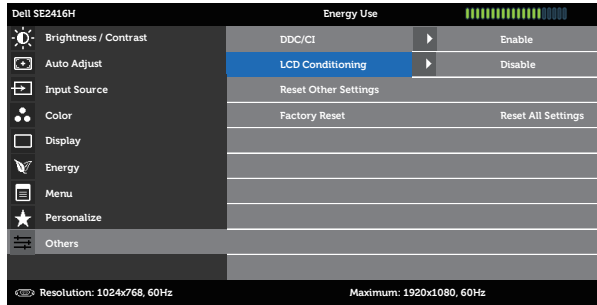 Dell SE2416H Energy Use
Brightness / Contrast DDC/CI Enable
Auto Adjust LCD Conditioning Disable
Input Source Reset Other Settings
Color Factory Reset Reset All Settings
Display
Energy
Menu
Personalize
Others
Resolution: 1024x768, 60Hz Maximum: 1920x1080, 60Hz